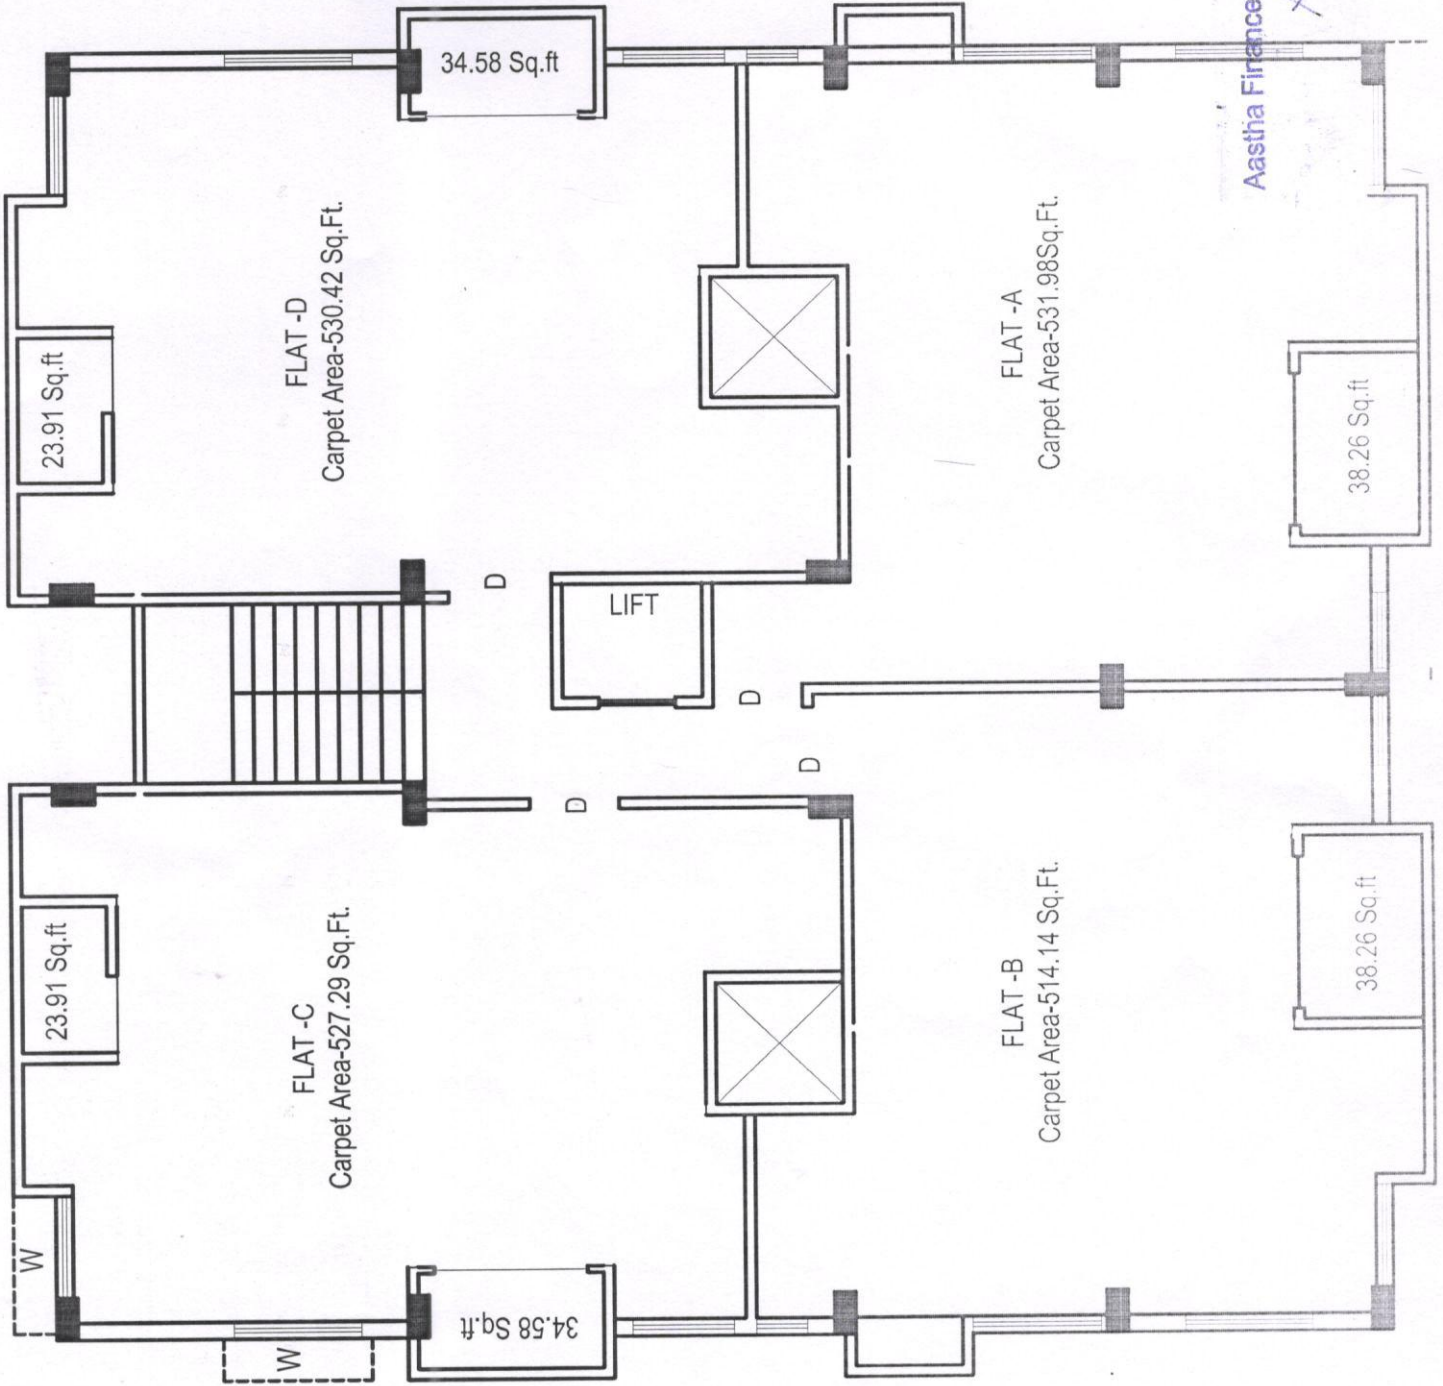 34.58 Sq.ft
Aastha Finance
23.91 Sq.ft
FLAT -D
Carpet Area-530.42 Sq.Ft.
FLAT -A
Carpet Area-531.98Sq.Ft.
38.26 Sq.ft
D
LIFT
D
D
D
23.91 Sq.ft
FLAT -C
Carpet Area-527.29 Sq.Ft.
FLAT -B
Carpet Area-514.14 Sq.Ft.
38.26 Sq.ft
W
W
34.58 Sq.ft